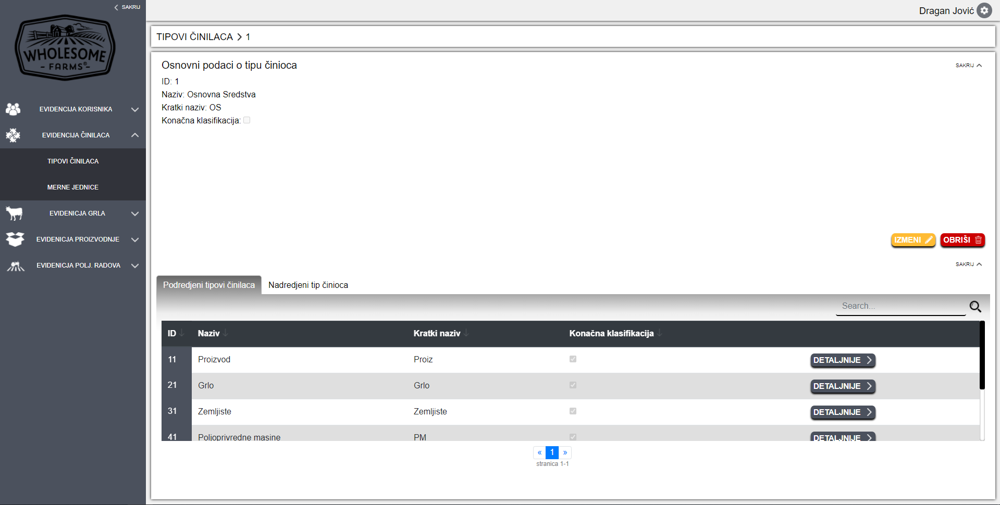 SAKRIJ
WHOLESOME
- FARMS® -
EVIDENCIJA KORISNIKA
EVIDENCIJA ČINILACA
TIPOVI ČINILACA
MERNE JEDNICE
EVIDENICJA GRLA
EVIDENICJA PROIZVODNJE
EVIDENICJA POLJ. RADOVA
Dragan Jović
TIPOVI ČINILACA > 1
Osnovni podaci o tipu činioca
SAKRIJ
ID: 1
Naziv: Osnovna Sredstva
Kratki naziv: OS
Konačna klasifikacija:
IZMENI
OBRIŠI
SAKRIJ
Podredjeni tipovi činilaca
Nadredjeni tip činioca
Search...
ID Naziv Kratki naziv Konačna klasifikacija
11 Proizvod Proiz DETALJNIJE
21 Grlo Grlo DETALJNIJE
31 Zemljiste Zemljiste DETALJNIJE
41 Poljoprivredne masine PM DETALJNIJE
« 1 »
stranica 1-1